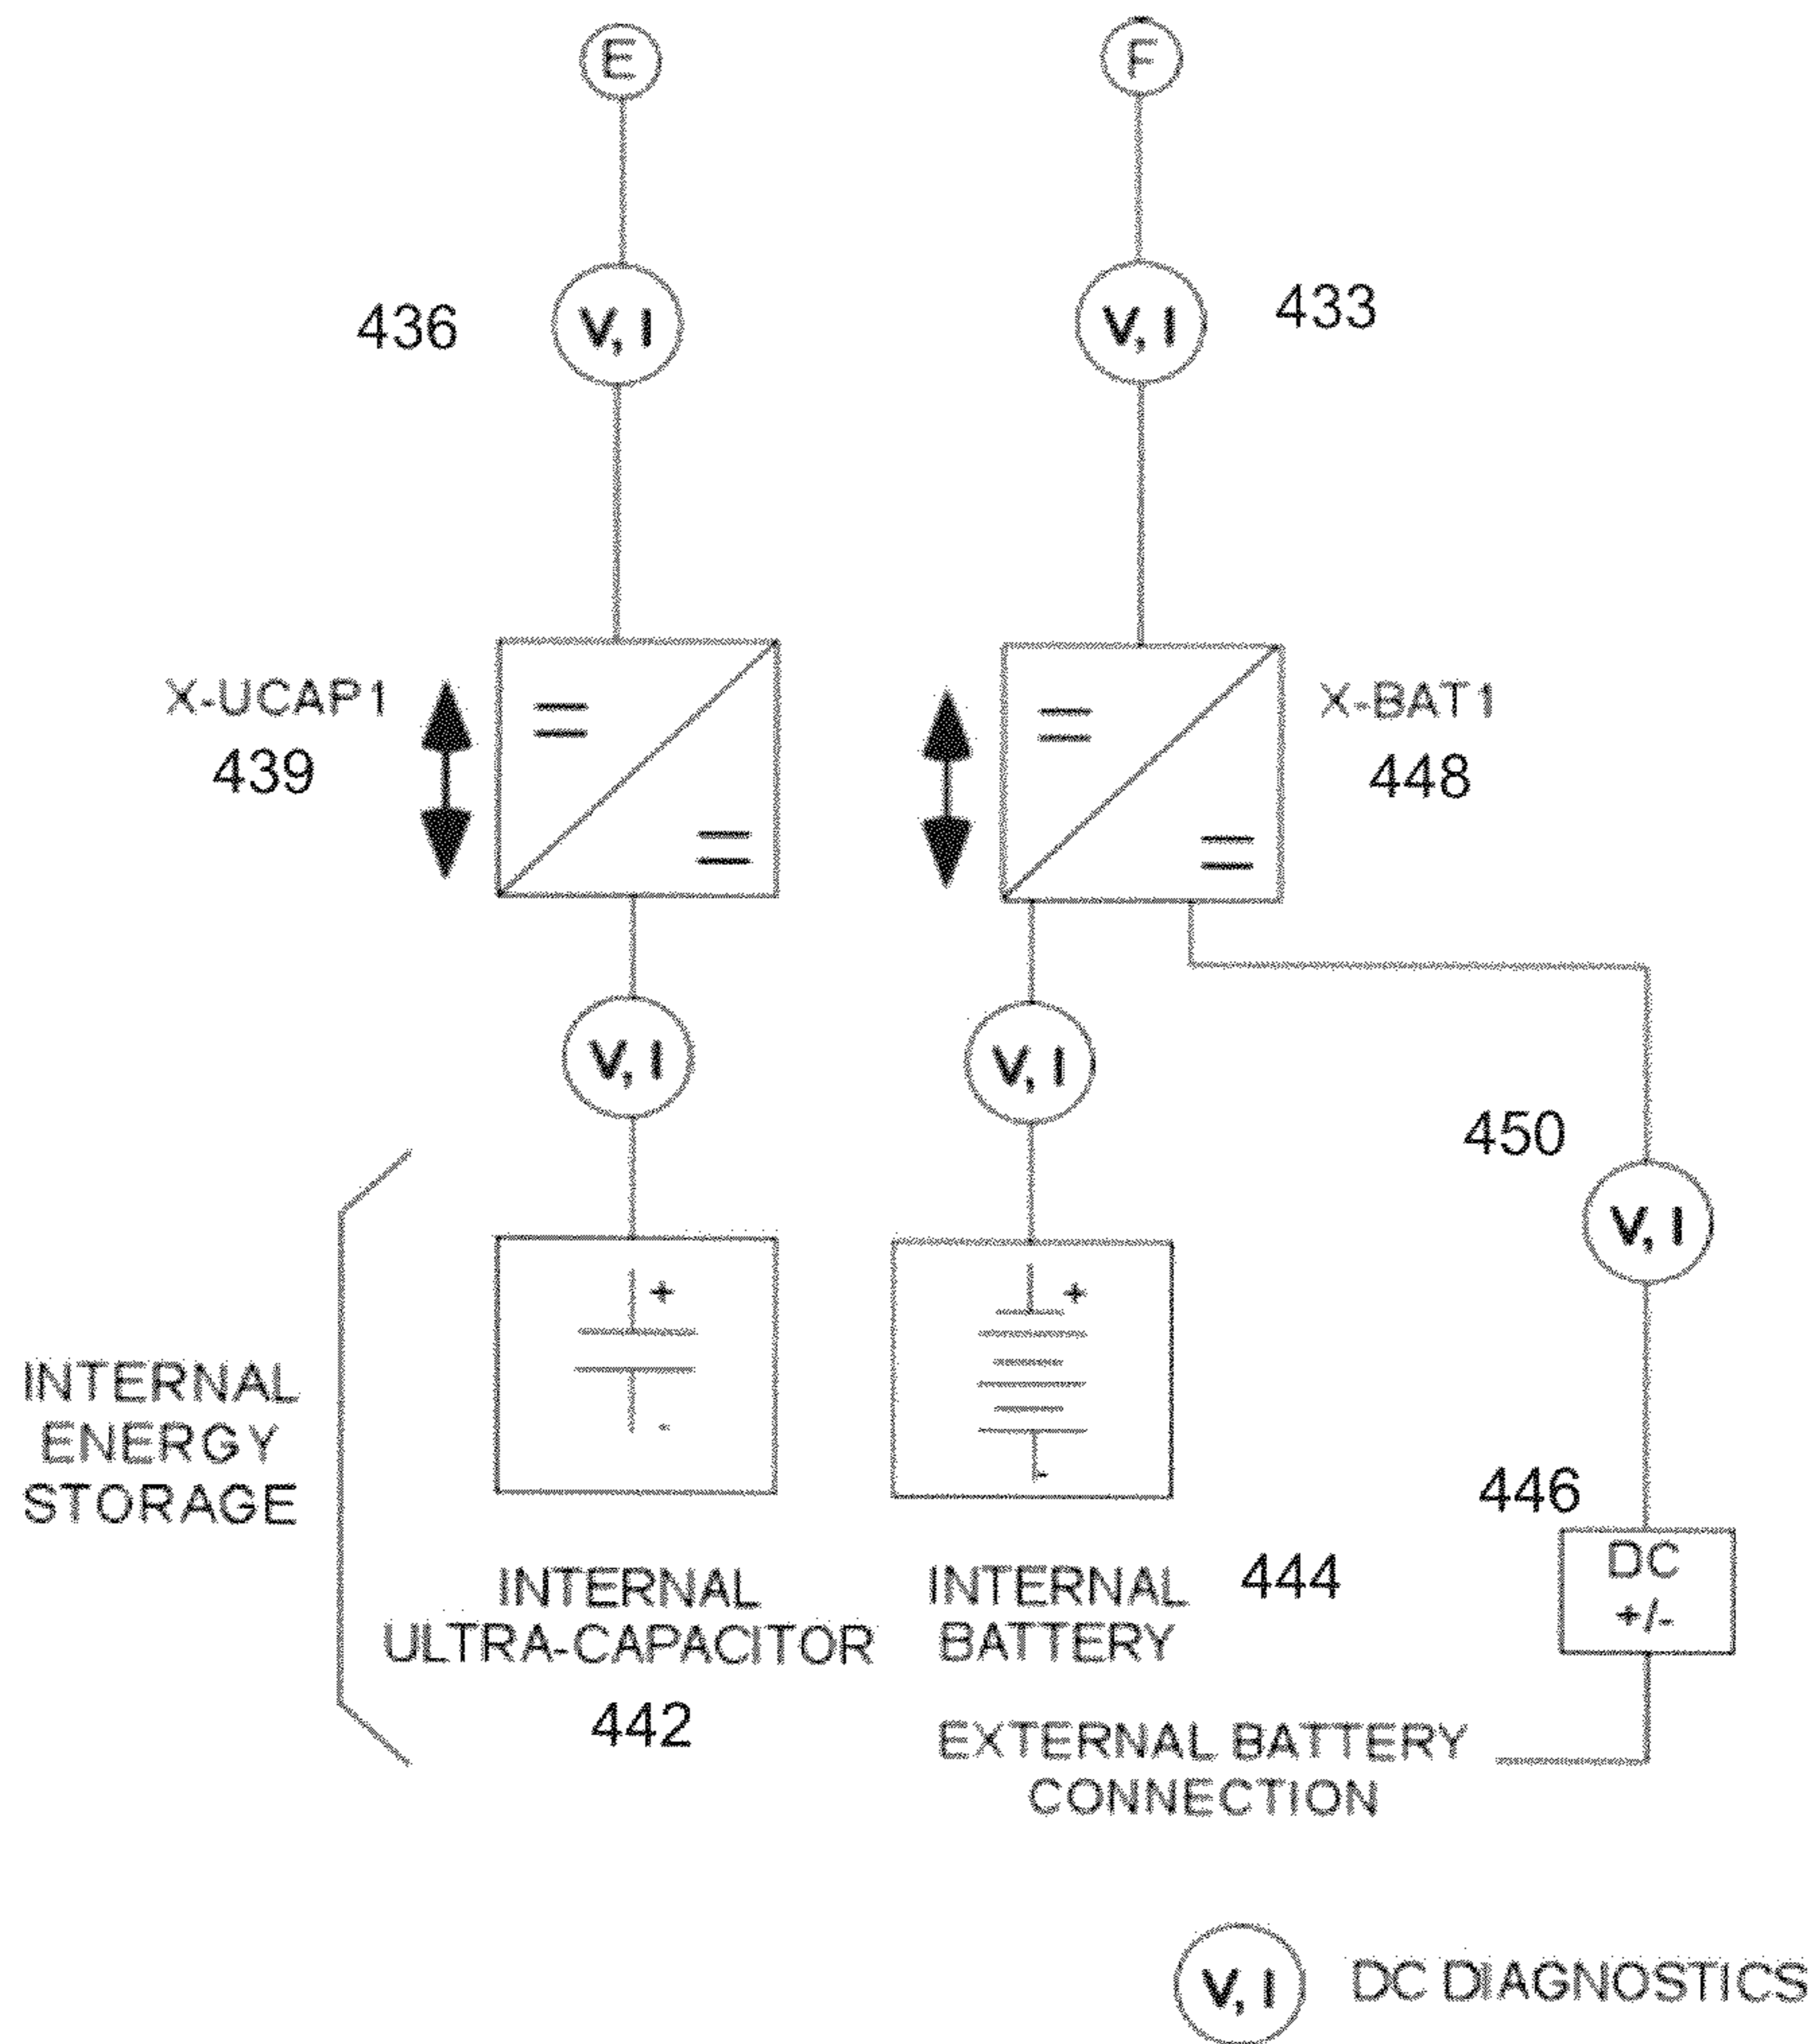 E
F
436
V, I
V, I
433
X-UCAP1
439
X-BAT1
448
V, I
V, I
450
V, I
+
-
+
-
INTERNAL
ENERGY
STORAGE
446
DC
+/-
INTERNAL
ULTRA-CAPACITOR
442
INTERNAL
BATTERY
444
EXTERNAL BATTERY
CONNECTION
V, I DC DIAGNOSTICS